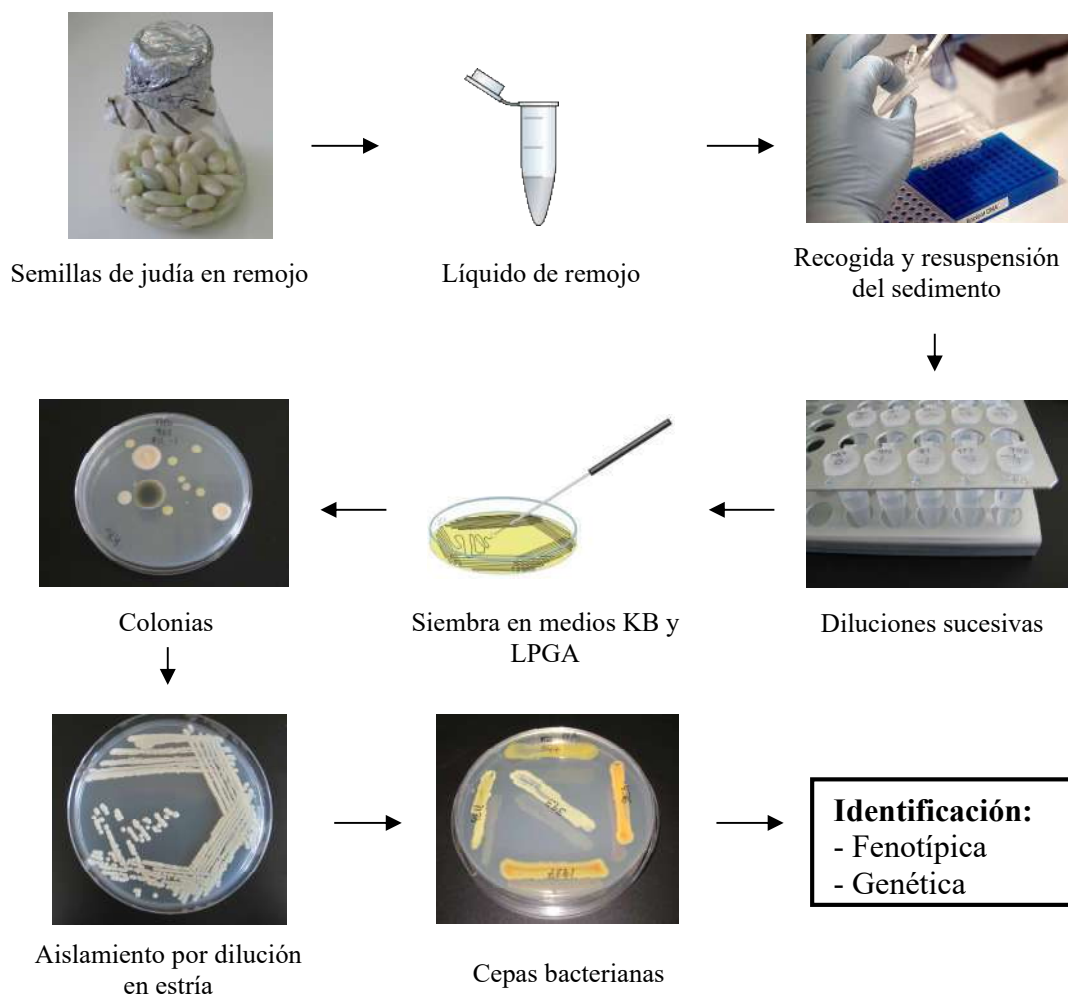 Semillas de judía en remojo
Líquido de remojo
Recogida y resuspensión
del sedimento
Colonias
Siembra en medios KB y
LPGA
Diluciones sucesivas
Identificación:
- Fenotípica
- Genética
Aislamiento por dilución
en estría
Cepas bacterianas